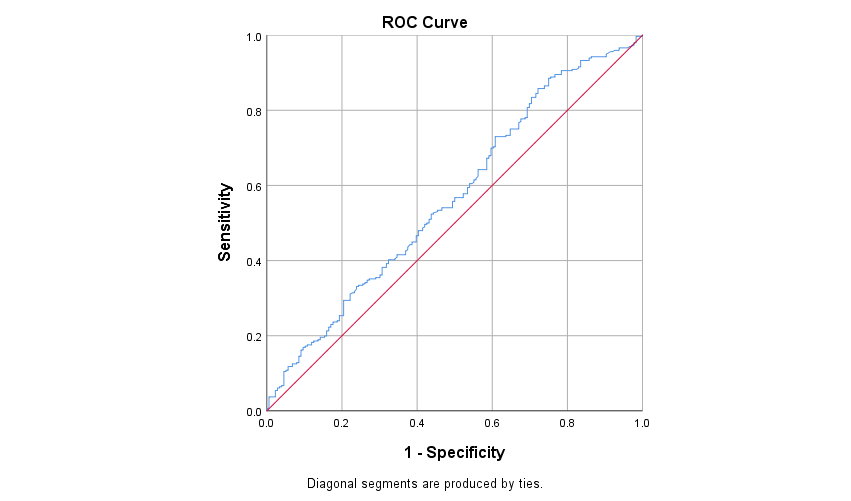 ROC Curve
1.0
0.8
0.6
0.4
0.2
0.0
Sensitivity
0.0 0.2 0.4 0.6 0.8 1.0
1 - Specificity
Diagonal segments are produced by ties.